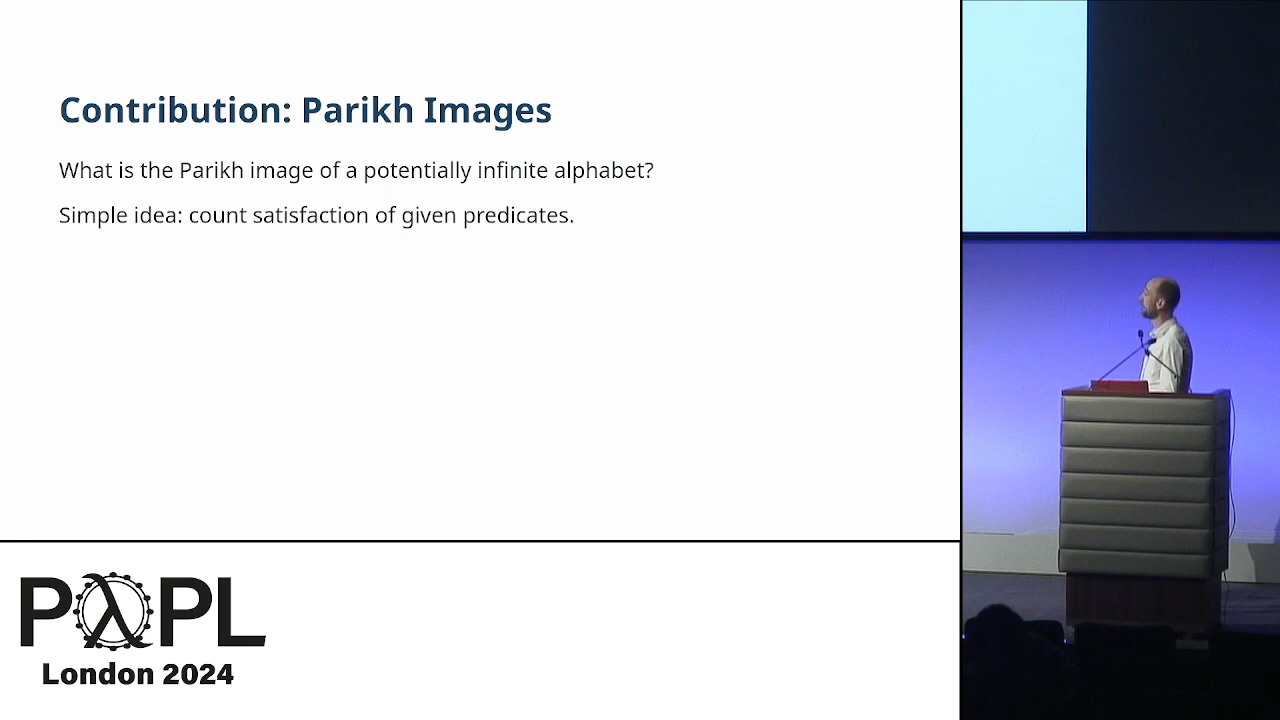 Contribution: Parikh Images
What is the Parikh image of a potentially infinite alphabet?
Simple idea: count satisfaction of given predicates.
PλPL
London 2024